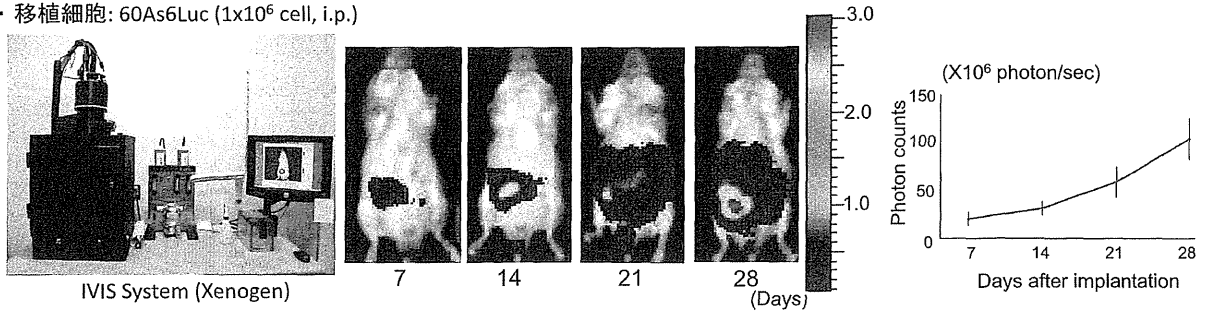 ・ 移植細胞: 60As6Luc (1x10⁶ cell, i.p.)
IVIS System (Xenogen)
7
14
21
28
(Days)
3.0
2.0
1.0
(X10⁶ photon/sec)
Photon counts
150
100
50
0
7
14
21
28
Days after implantation